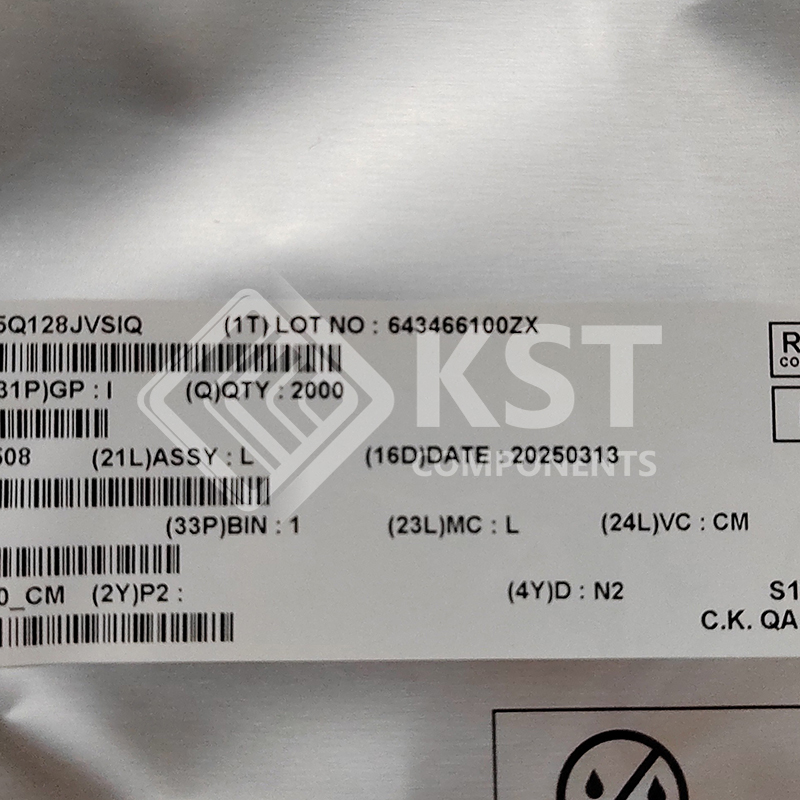 5Q128JVSIQ (1T) LOT NO : 643466100ZX
31P)GP : I (Q)QTY : 2000
508 (21L)ASSY : L (16D)DATE : 20250313
(33P)BIN : 1 (23L)MC : L (24L)VC : CM
0_CM (2Y)P2 : (4Y)D : N2 S1
C.K. QA
R
CO
KST
COMPONENTS